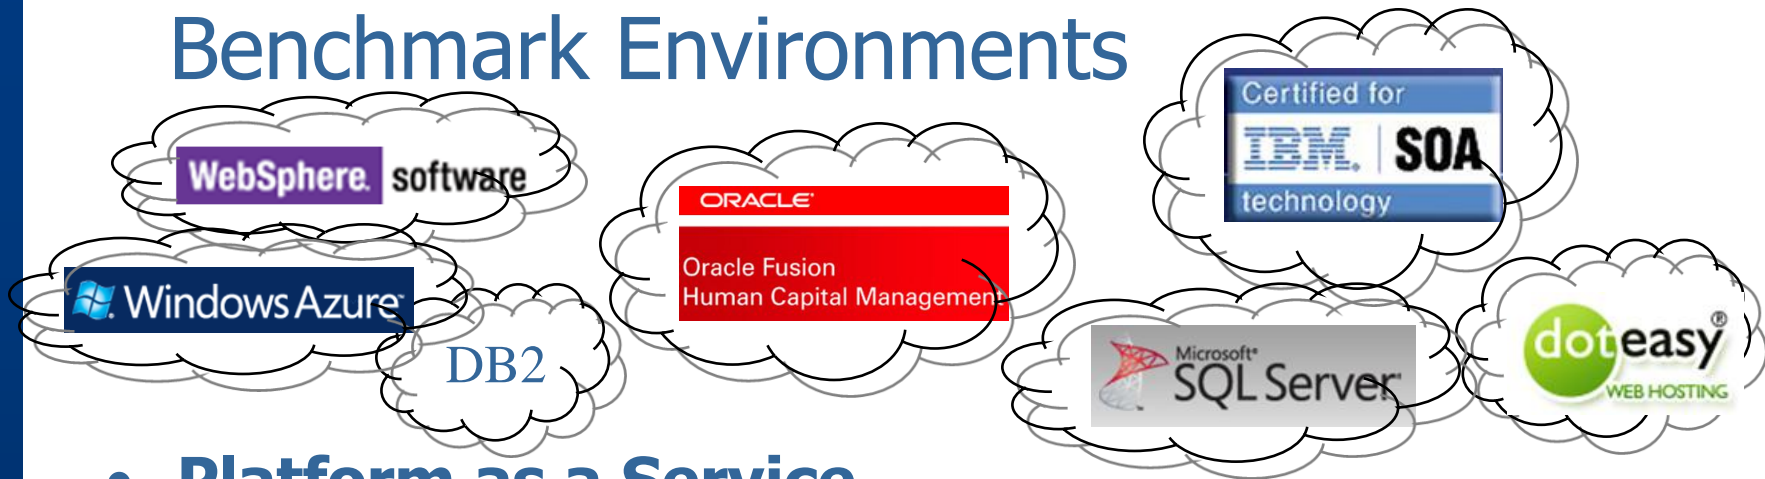 Benchmark Environments
WebSphere. software
Windows Azure
DB2
ORACLE®
Oracle Fusion
Human Capital Management
Certified for
IBM. SOA
technology
Microsoft®
SQL Server
doteasy®
WEB HOSTING
• Platform as a Service